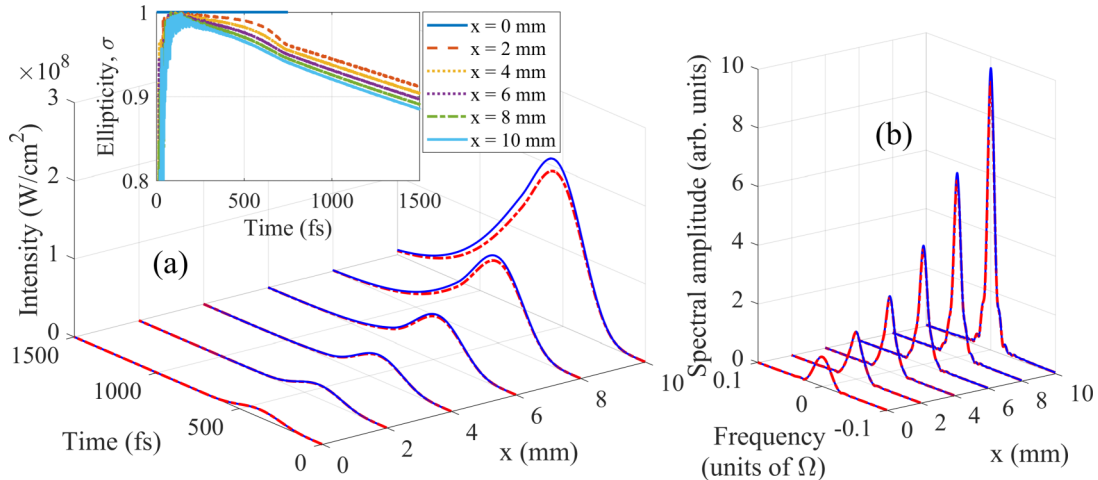 ×10^8
3
2
1
0
Intensity (W/cm^2)
1500
1000
500
0
Time (fs)
0
2
4
6
8
10
x (mm)
(a)
1
0.9
0.8
Ellipticity, σ
0
500
1000
1500
Time (fs)
x = 0 mm
x = 2 mm
x = 4 mm
x = 6 mm
x = 8 mm
x = 10 mm
(b)
10
8
6
4
2
0
Spectral amplitude (arb. units)
0.1
0
-0.1
Frequency
(units of Ω)
0
2
4
6
8
10
x (mm)